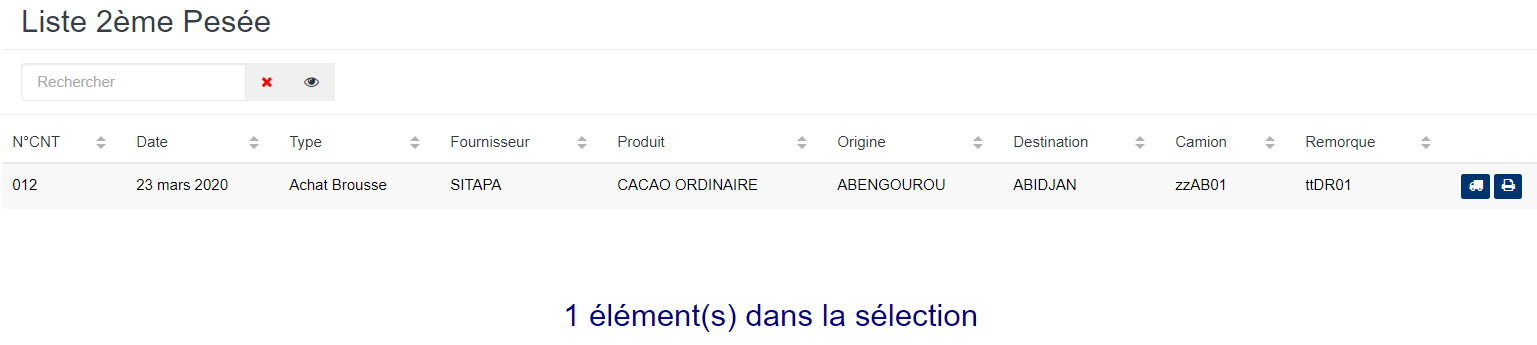 Liste 2ème Pesée
Rechercher
N°CNT Date Type Fournisseur Produit Origine Destination Camion Remorque
012 23 mars 2020 Achat Brousse SITAPA CACAO ORDINAIRE ABENGOUROU ABIDJAN zzAB01 ttDR01
1 élément(s) dans la sélection